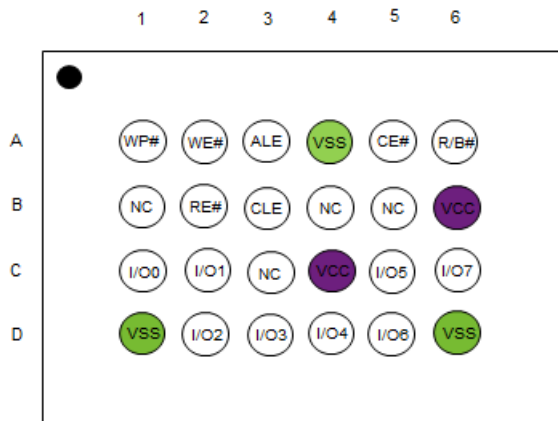 1 2 3 4 5 6
A WP# WE# ALE VSS CE# R/B#
B NC RE# CLE NC NC VCC
C I/O0 I/O1 NC VCC I/O5 I/O7
D VSS I/O2 I/O3 I/O4 I/O6 VSS